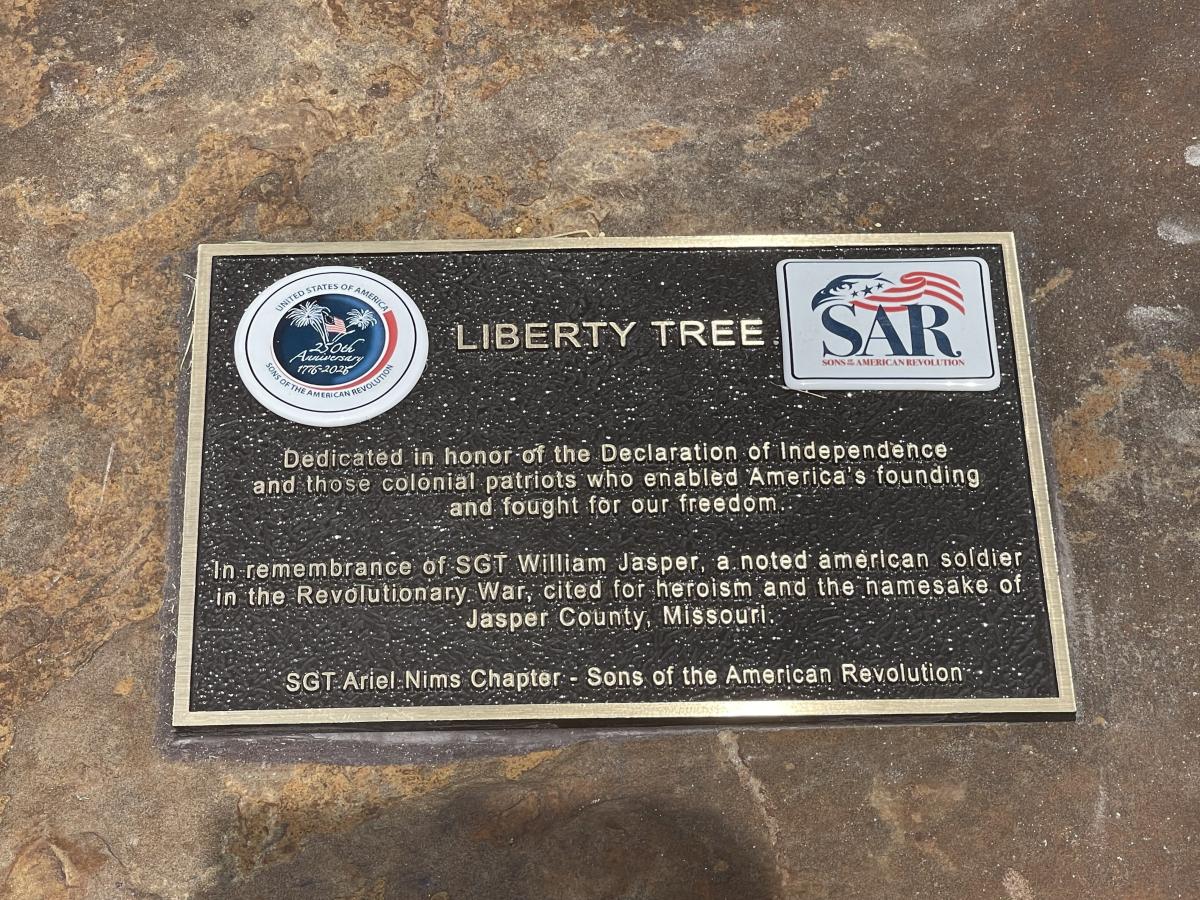 UNITED STATES OF AMERICA
250th
Anniversary
1776-2026
SONS OF THE AMERICAN REVOLUTION
LIBERTY TREE
SAR
SONS OF THE AMERICAN REVOLUTION
Dedicated in honor of the Declaration of Independence
and those colonial patriots who enabled America's founding
and fought for our freedom.
In remembrance of SGT William Jasper, a noted american soldier
in the Revolutionary War, cited for heroism and the namesake of
Jasper County, Missouri.
SGT Ariel Nims Chapter - Sons of the American Revolution